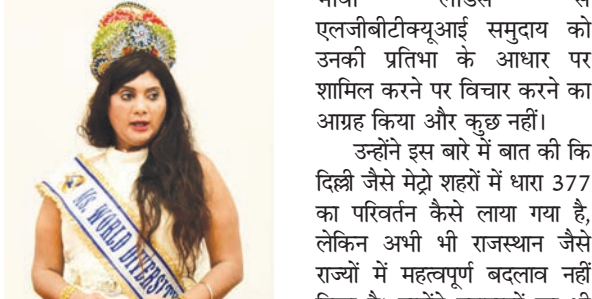 MS. WORLD DIVERSITY
एलजीबीटीक्यूआई समुदाय को
उनकी प्रतिभा के आधार पर
शामिल करने पर विचार करने का
आग्रह किया और कुछ नहीं।
उन्होंने इस बारे में बात की कि
दिल्ली जैसे मेट्रो शहरों में धारा 377
का परिवर्तन कैसे लाया गया है,
लेकिन अभी भी राजस्थान जैसे
राज्यों में महत्वपूर्ण बदलाव नहीं